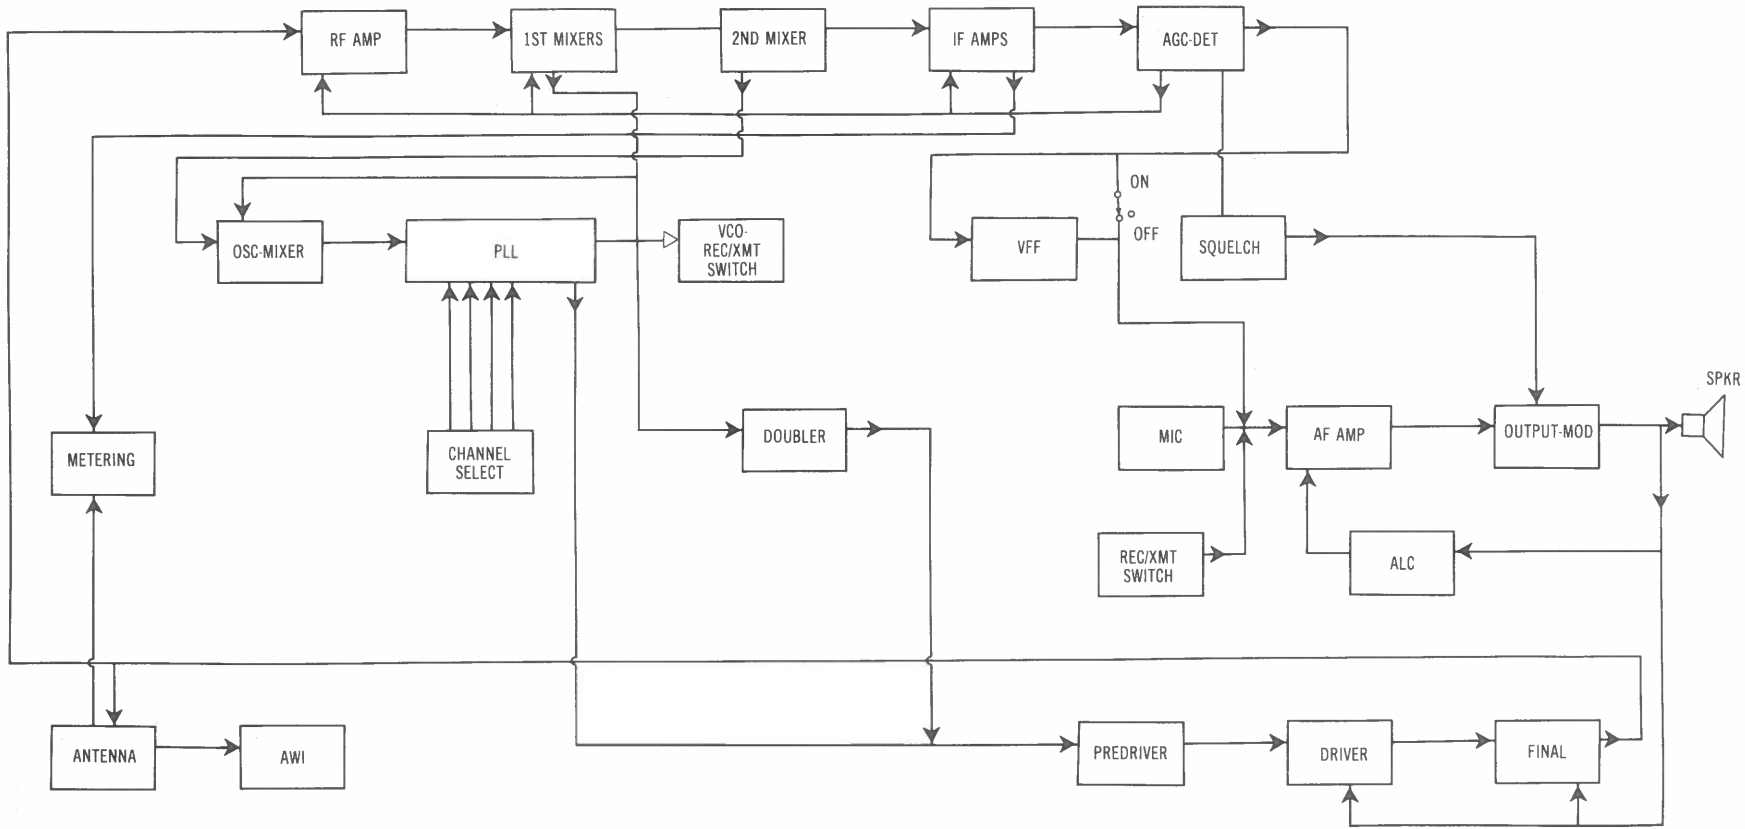 RF AMP
1ST MIXERS
2ND MIXER
IF AMPS
AGC-DET
ON
OFF
OSC-MIXER
PLL
VCO-
REC/XMT
SWITCH
VFF
SQUELCH
SPKR
METERING
CHANNEL
SELECT
DOUBLER
MIC
AF AMP
OUTPUT-MOD
REC/XMT
SWITCH
ALC
ANTENNA
AWI
PREDRIVER
DRIVER
FINAL